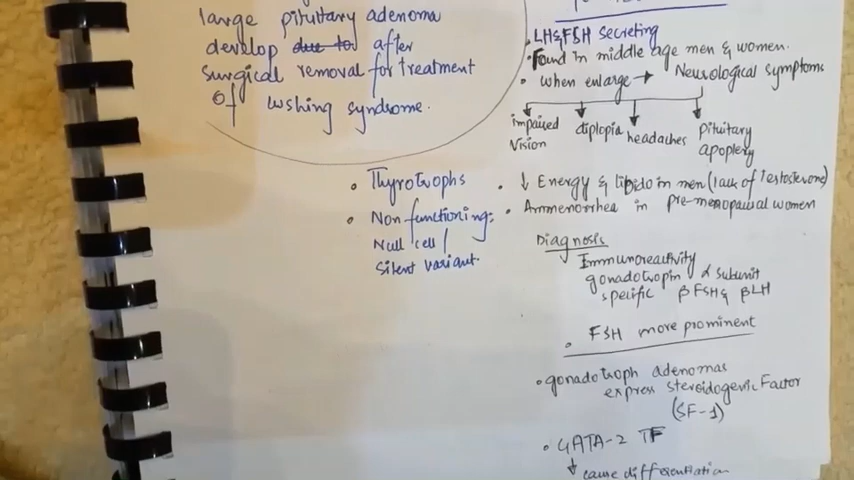 large pituitary adenoma
develop due to after
surgical removal for treatment
of cushing syndrome.
• Thyrotrophs
• Non functioning:
Null cell /
Silent variant.
• LH & FSH secreting
• Found in middle age men & women.
• when enlarge → Neurological symptoms
impaired vision
diplopia
headaches
Pituitary apoplexy
• ↓ Energy & libido in men (lack of Testosterone)
• Ammenorrhea in pre-menopausal women
Diagnosis
↓ Immunoreactivity
gonadotropin α subunit
specific β FSH & β LH
• FSH more prominent
• gonadotroph adenomas
express steroidogenic Factor
(SF-1)
• GATA-2 TF
↓ cause differentiation